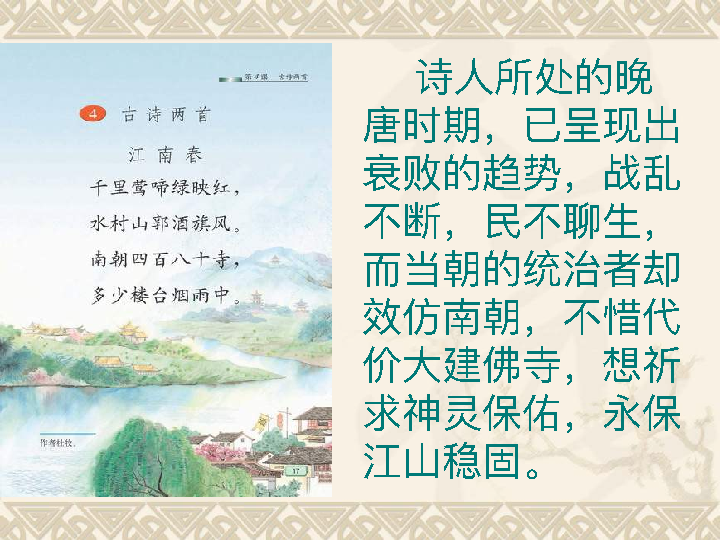 第4课 古诗两首
4 古诗两首
江南春
千里莺啼绿映红，
水村山郭酒旗风。
南朝四百八十寺，
多少楼台烟雨中。
作者杜牧。
17
诗人所处的晚
唐时期，已呈现出
衰败的趋势，战乱
不断，民不聊生，
而当朝的统治者却
效仿南朝，不惜代
价大建佛寺，想祈
求神灵保佑，永保
江山稳固。